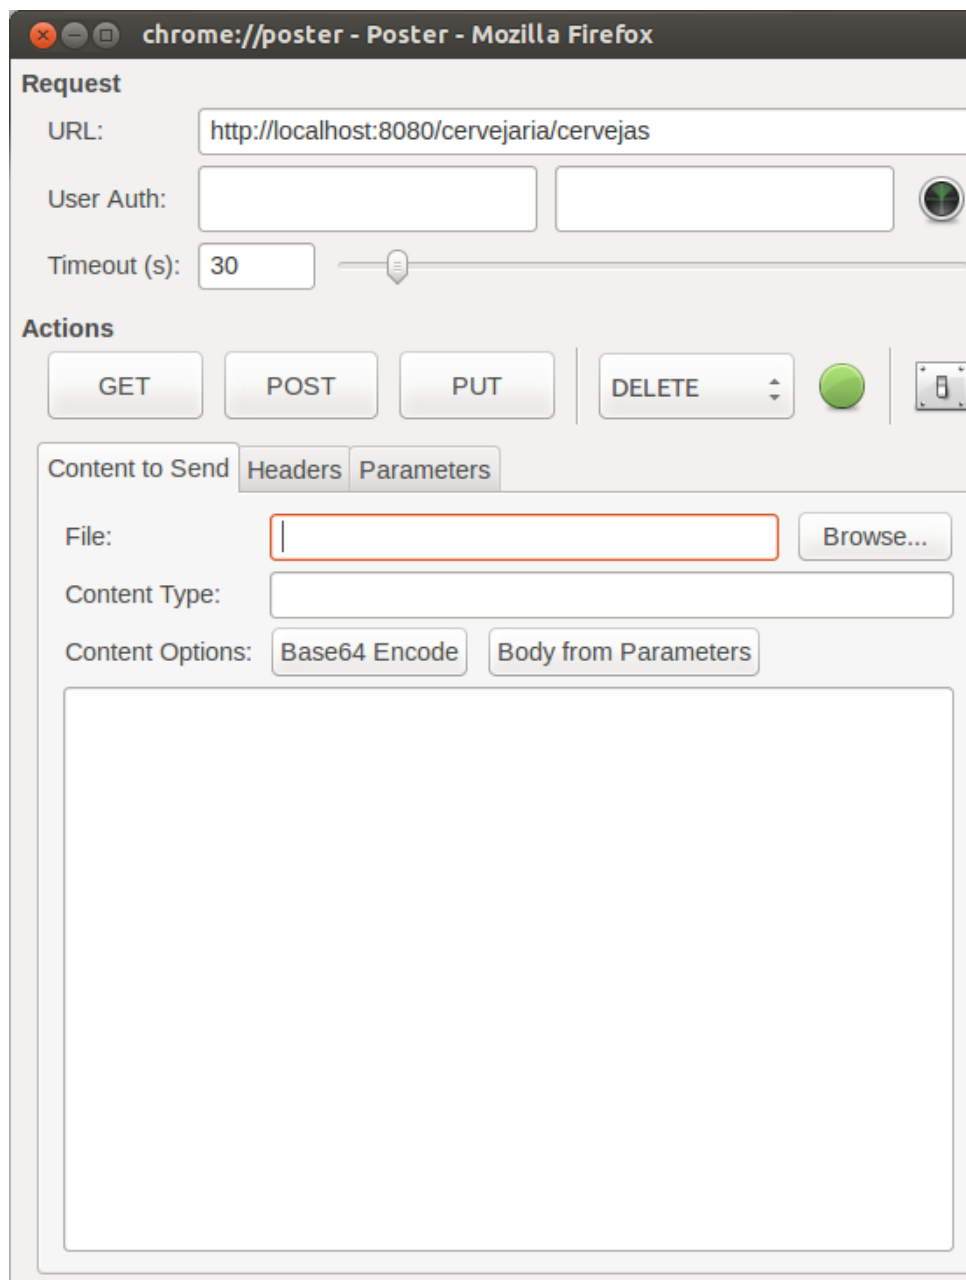 chrome://poster - Poster - Mozilla Firefox
Request
URL: http://localhost:8080/cervejaria/cervejas
User Auth:
Timeout (s): 30
Actions
GET POST PUT DELETE
Content to Send Headers Parameters
File: Browse...
Content Type:
Content Options: Base64 Encode Body from Parameters